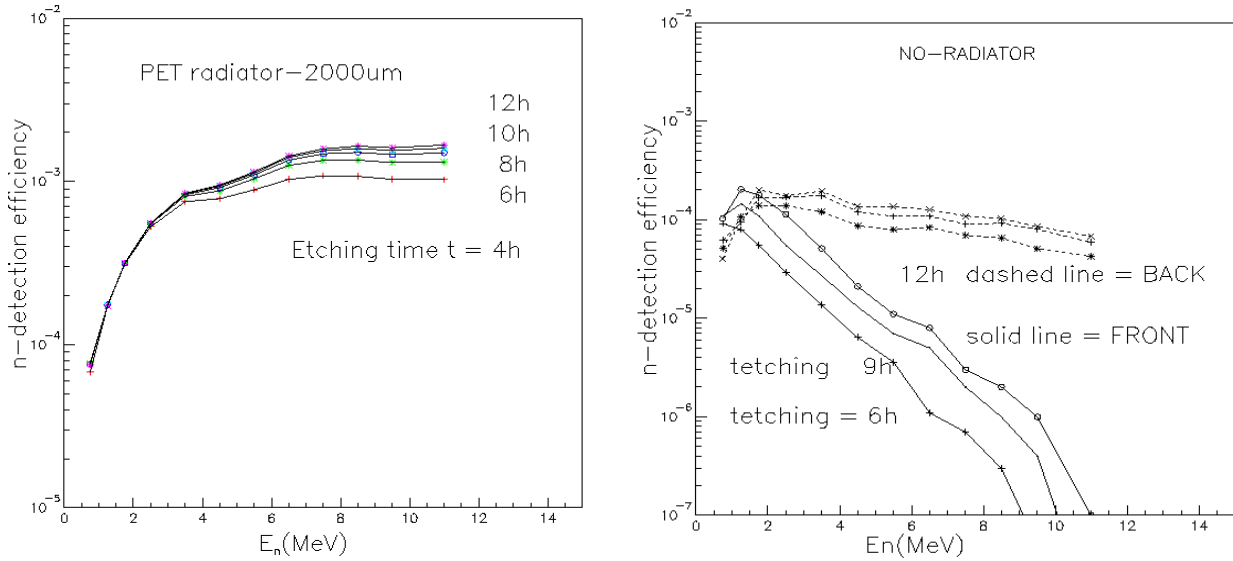 10^-2
PET radiator-2000um
12h
10h
8h
6h
10^-3
Etching time t = 4h
10^-4
10^-5
n-detection efficiency
0 2 4 6 8 10 12 14
E_n(MeV)
10^-2
NO-RADIATOR
10^-3
10^-4
12h dashed line = BACK
10^-5
solid line = FRONT
tetching 9h
10^-6
tetching = 6h
10^-7
n-detection efficiency
0 2 4 6 8 10 12 14
En(MeV)